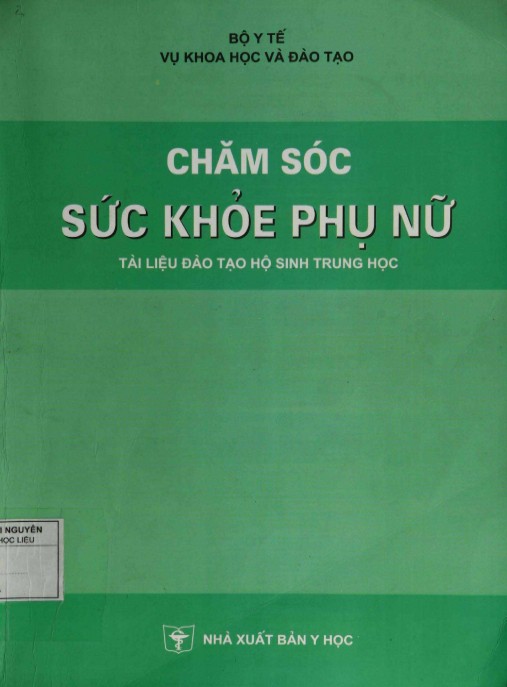 BỘ Y TẾ
VỤ KHOA HỌC VÀ ĐÀO TẠO
CHĂM SÓC
SỨC KHỎE PHỤ NỮ
TÀI LIỆU ĐÀO TẠO HỘ SINH TRUNG HỌC
NGUYÊN
HỌC LIỆU
NHÀ XUẤT BẢN Y HỌC